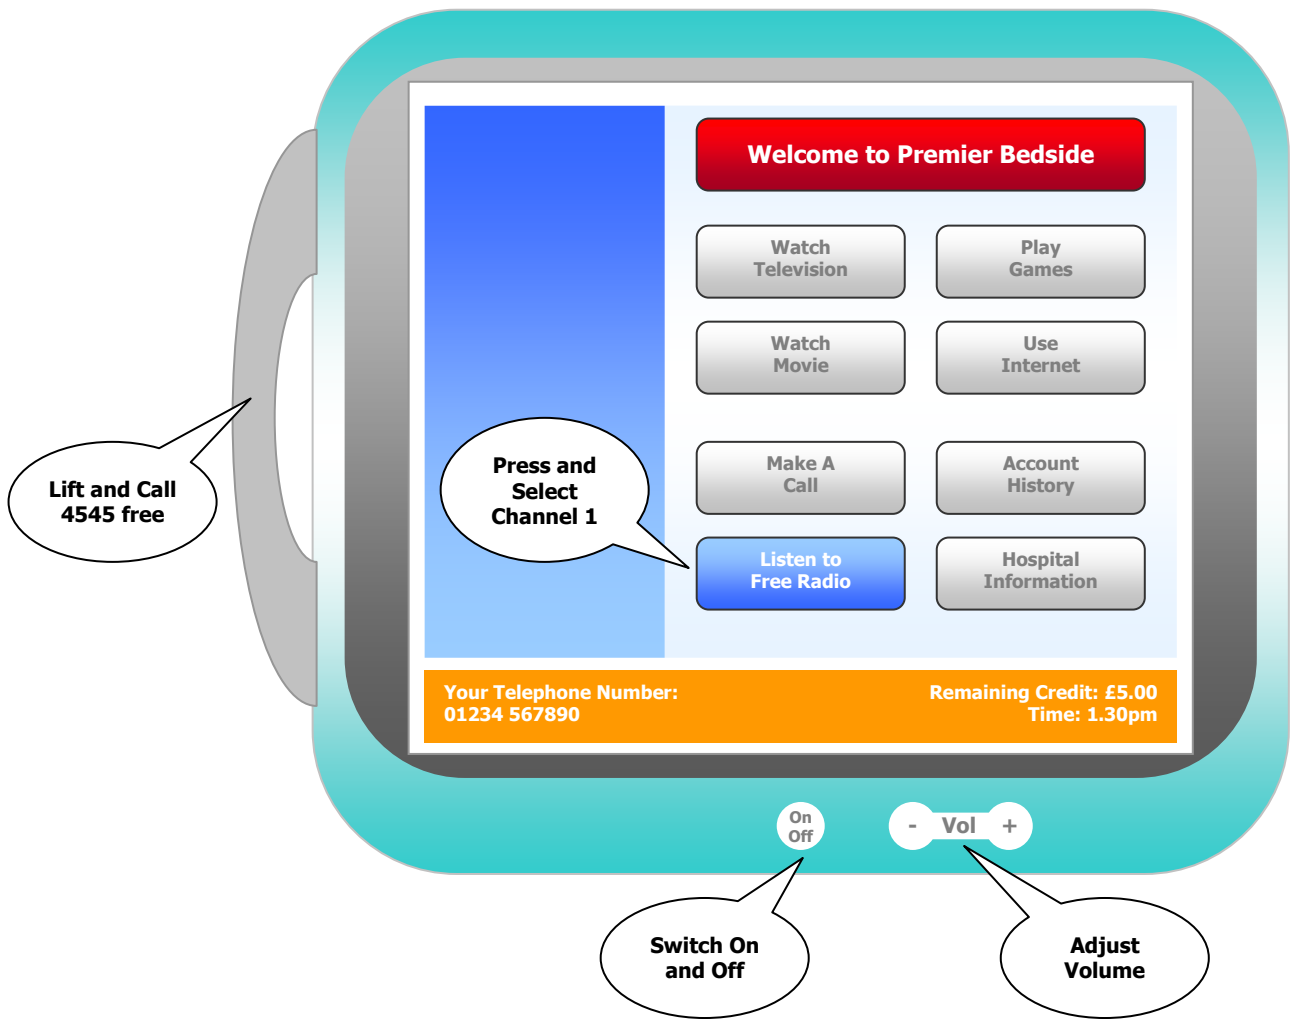 Welcome to Premier Bedside
Watch
Television
Play
Games
Watch
Movie
Use
Internet
Press and
Select
Channel 1
Lift and Call
4545 free
Make A
Call
Account
History
Listen to
Free Radio
Hospital
Information
Your Telephone Number:
01234 567890
Remaining Credit: £5.00
Time: 1.30pm
On
Off
- Vol +
Switch On
and Off
Adjust
Volume